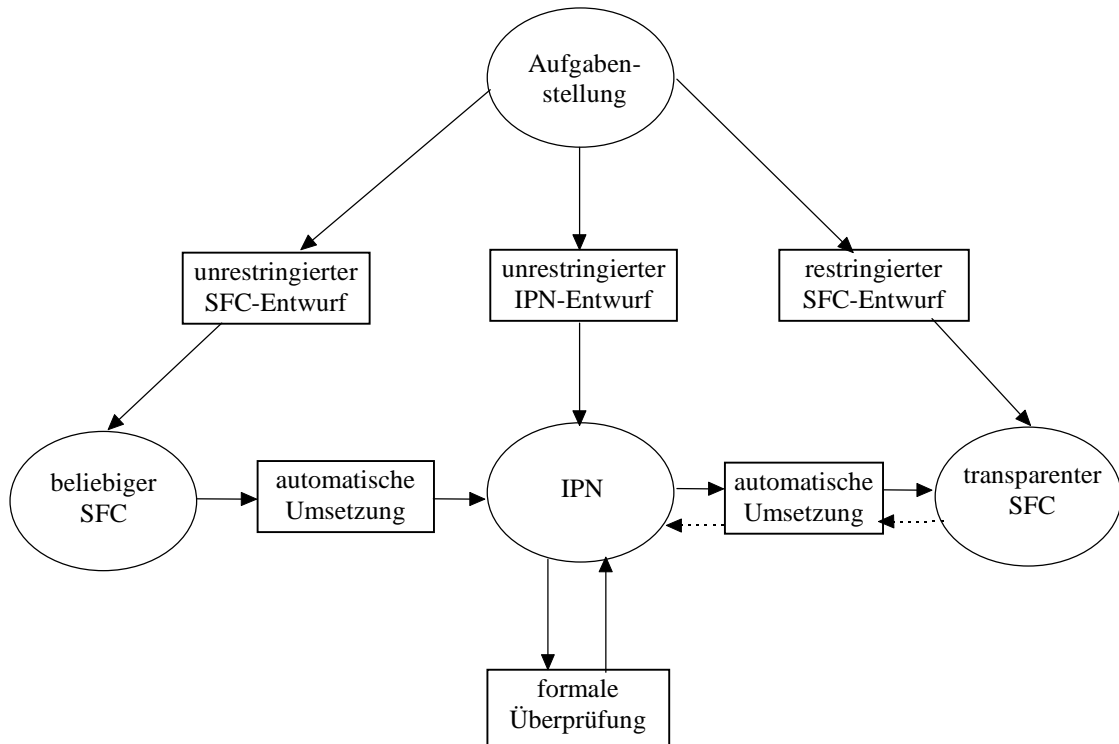 Aufgaben-
stellung
unrestringierter
SFC-Entwurf
unrestringierter
IPN-Entwurf
restringierter
SFC-Entwurf
beliebiger
SFC
automatische
Umsetzung
IPN
automatische
Umsetzung
transparenter
SFC
formale
Überprüfung